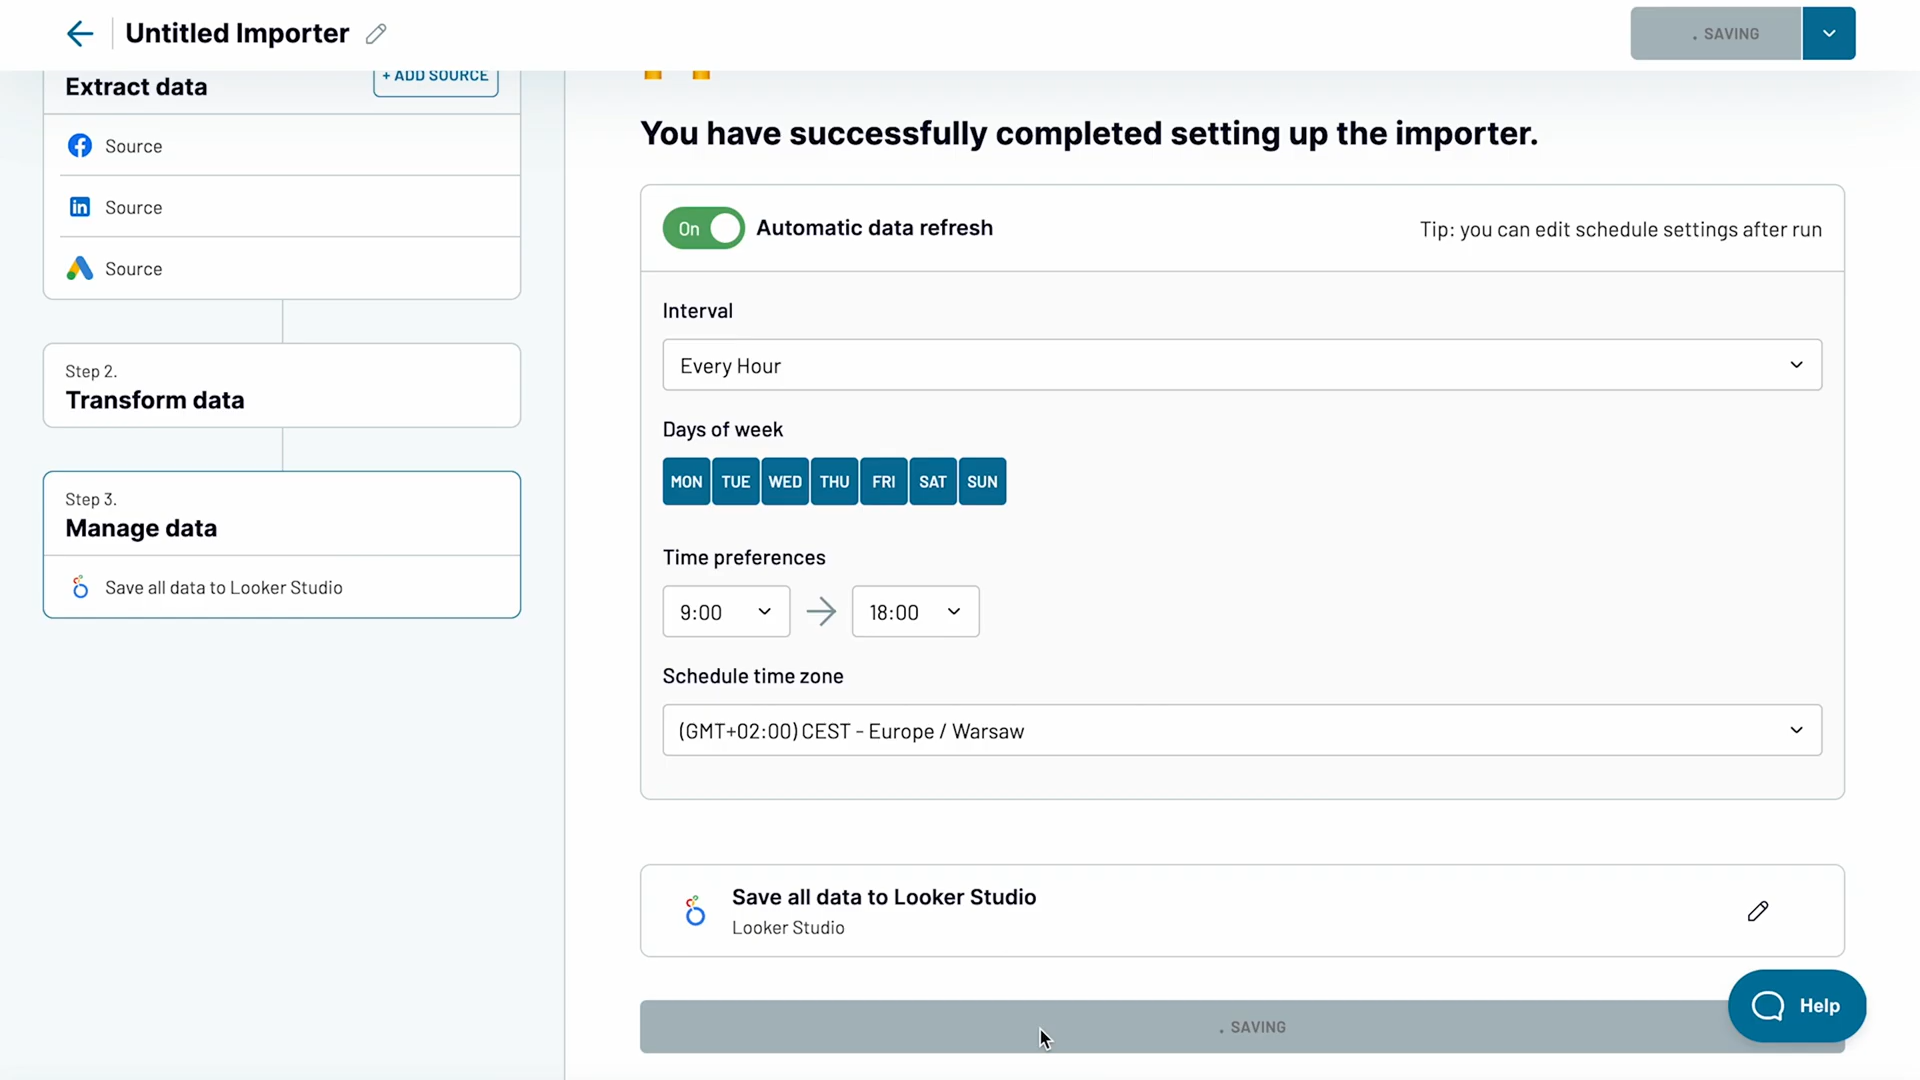 Untitled Importer
. SAVING
Extract data
+ ADD SOURCE
Source
Source
Source
Step 2.
Transform data
Step 3.
Manage data
Save all data to Looker Studio
You have successfully completed setting up the importer.
On
Automatic data refresh
Tip: you can edit schedule settings after run
Interval
Every Hour
Days of week
MON TUE WED THU FRI SAT SUN
Time preferences
9:00
18:00
Schedule time zone
(GMT+02:00) CEST - Europe / Warsaw
Save all data to Looker Studio
Looker Studio
. SAVING
Help